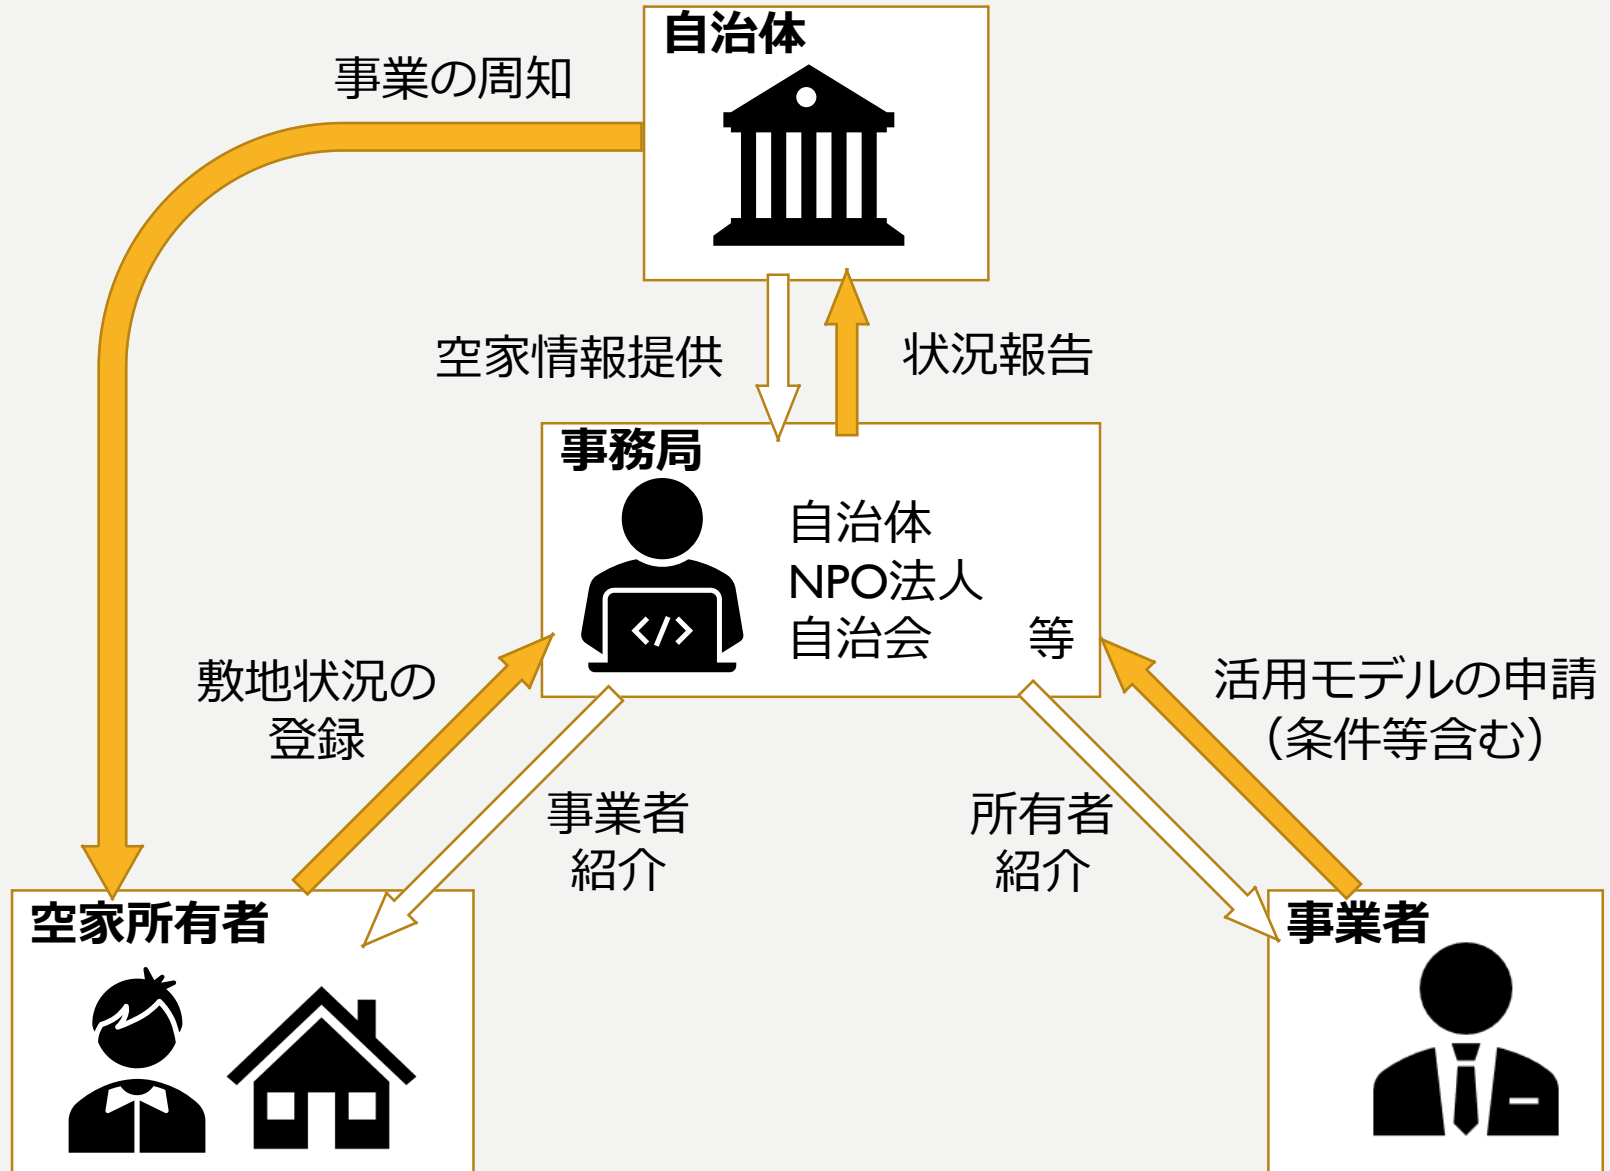 自治体
事業の周知
空家情報提供
状況報告
事務局
自治体
NPO法人
自治会　　等
敷地状況の
登録
活用モデルの申請
（条件等含む）
事業者
紹介
所有者
紹介
空家所有者
事業者